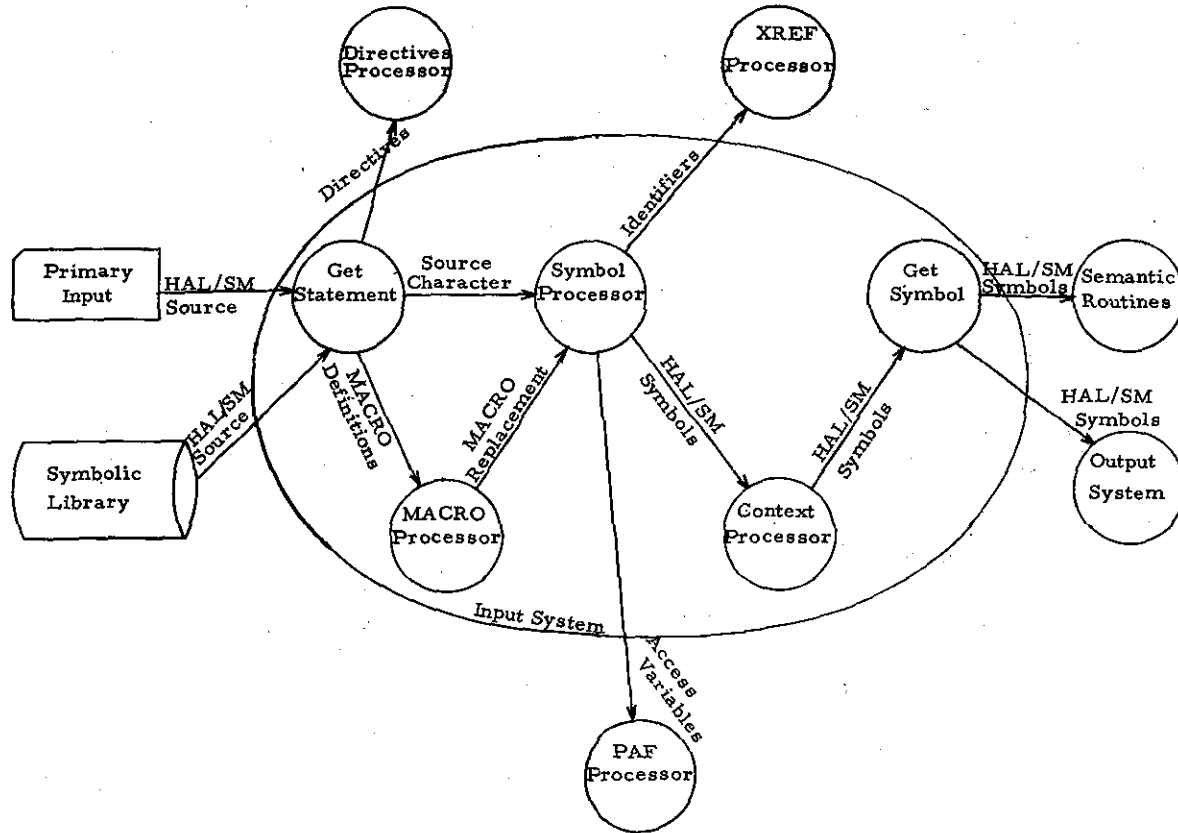 Directives
Processor
XREF
Processor
Directives
Identifiers
Primary
Input
HAL/SM
Source
Get
Statement
Source
Character
Symbol
Processor
Get
Symbol
HAL/SM
Symbols
Semantic
Routines
HAL/SM
Source
MACRO
Definitions
MACRO
Replacement
HAL/SM
Symbols
HAL/SM
Symbols
HAL/SM
Symbols
Symbolic
Library
MACRO
Processor
Context
Processor
Output
System
Input System
Access
Variables
PAF
Processor